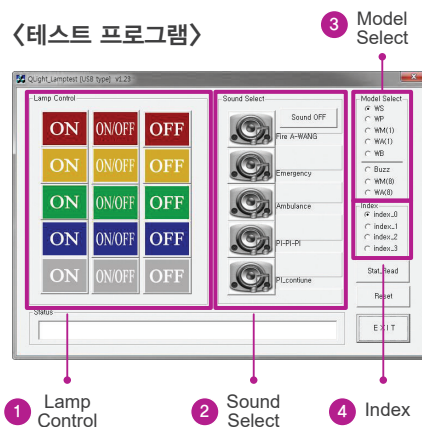 〈테스트 프로그램〉
3 Model Select
QLight_Lamptest [USB type] v1.23
Lamp Control
ON ON/OFF OFF
ON ON/OFF OFF
ON ON/OFF OFF
ON ON/OFF OFF
ON ON/OFF OFF
Sound Select
Sound OFF
Fire A-WANG
Emergency
Ambulance
PI-PI-PI
PI_contiune
Model Select
WS
WP
WM(1)
WA(1)
WB
Buzz
WM(8)
WA(8)
Index
index_0
index_1
index_2
index_3
Stat_Read
Reset
EXIT
Status
1 Lamp Control
2 Sound Select
4 Index